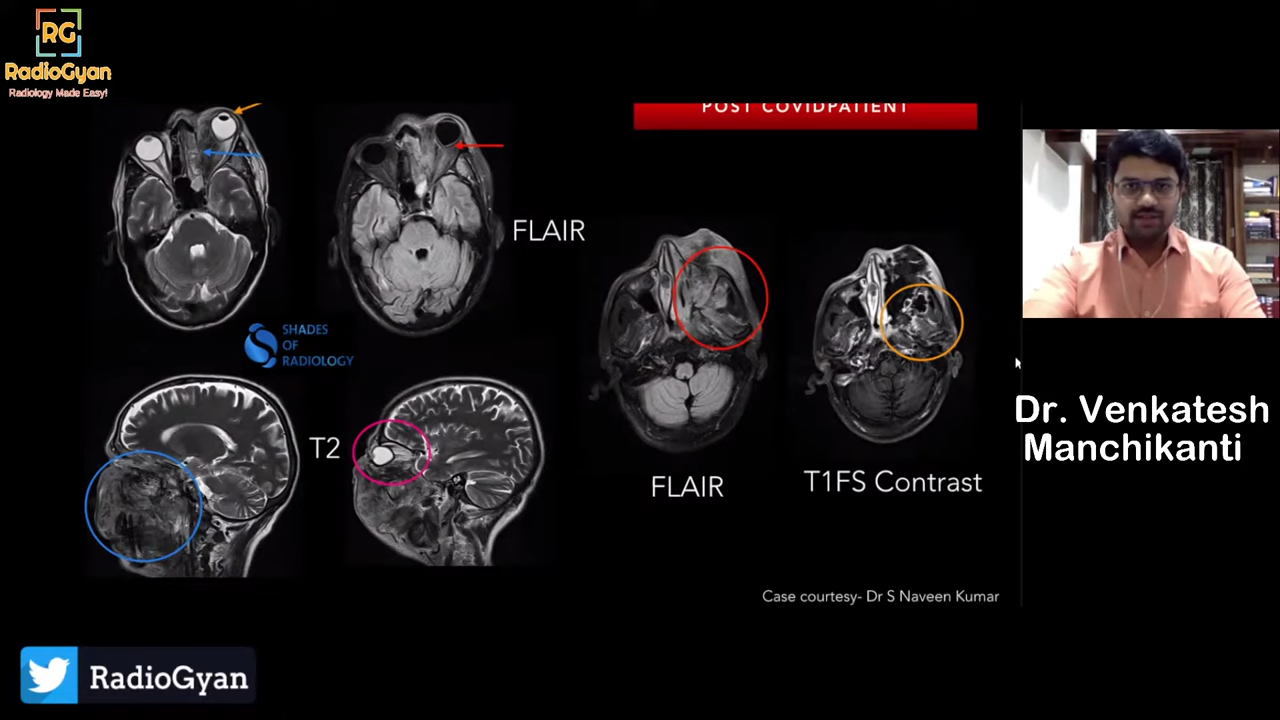 RG
RadioGyan
Radiology Made Easy!
POST COVIDPATIENT
FLAIR
SHADES
OF
RADIOLOGY
T2
FLAIR
T1FS Contrast
Dr. Venkatesh
Manchikanti
Case courtesy- Dr S Naveen Kumar
RadioGyan